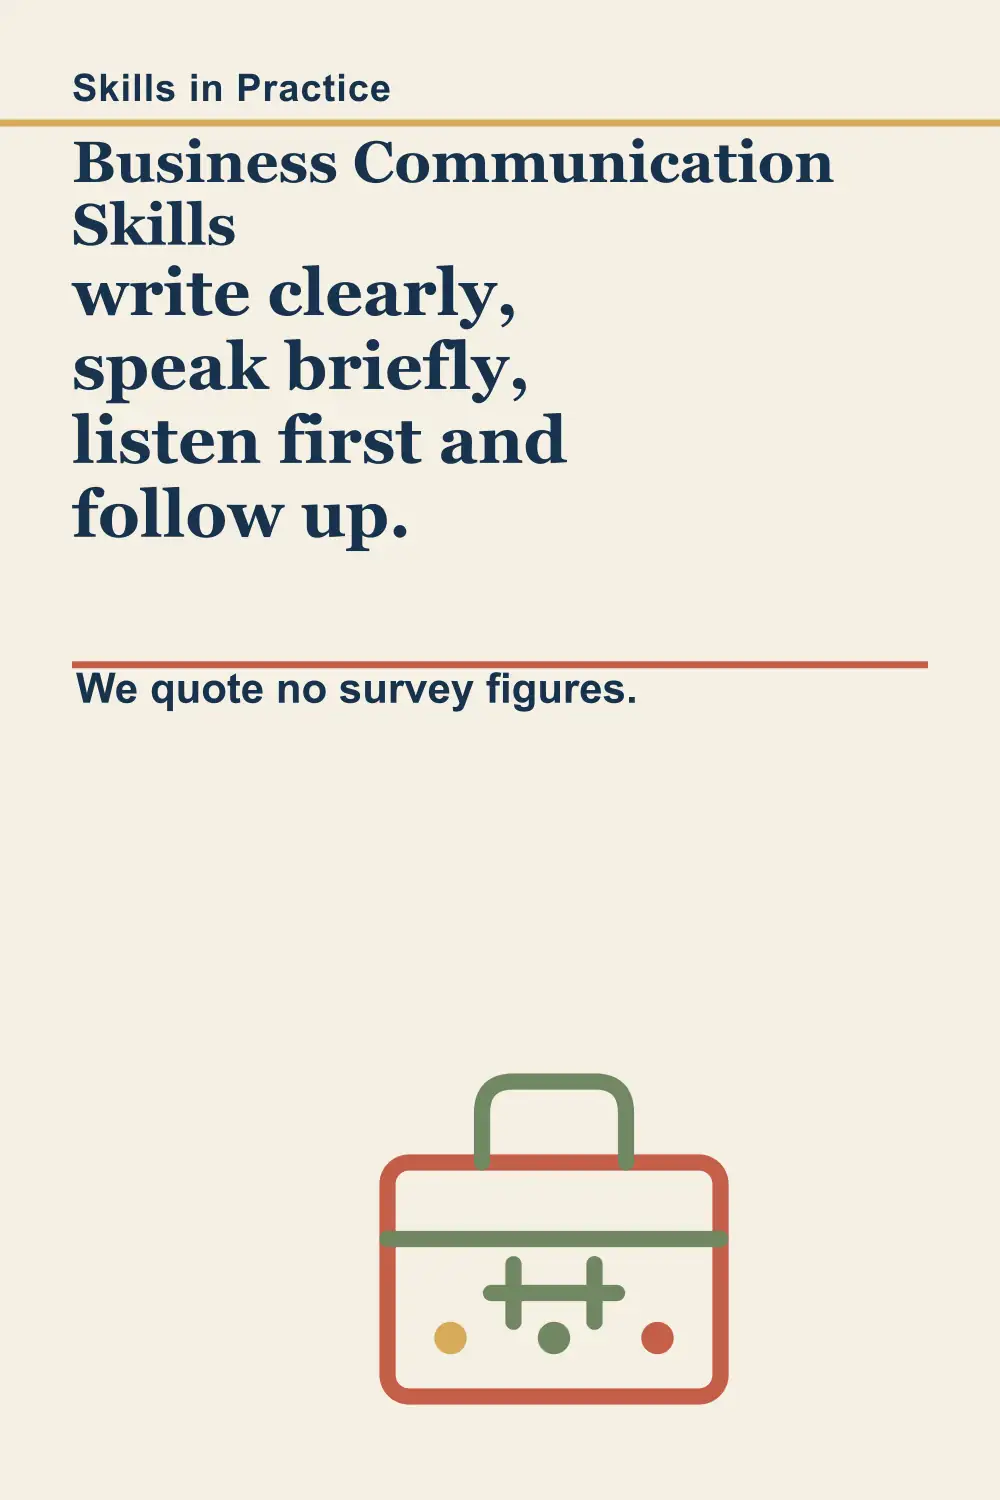 Skills in Practice
Business Communication
Skills
write clearly,
speak briefly,
listen first and
follow up.
We quote no survey figures.